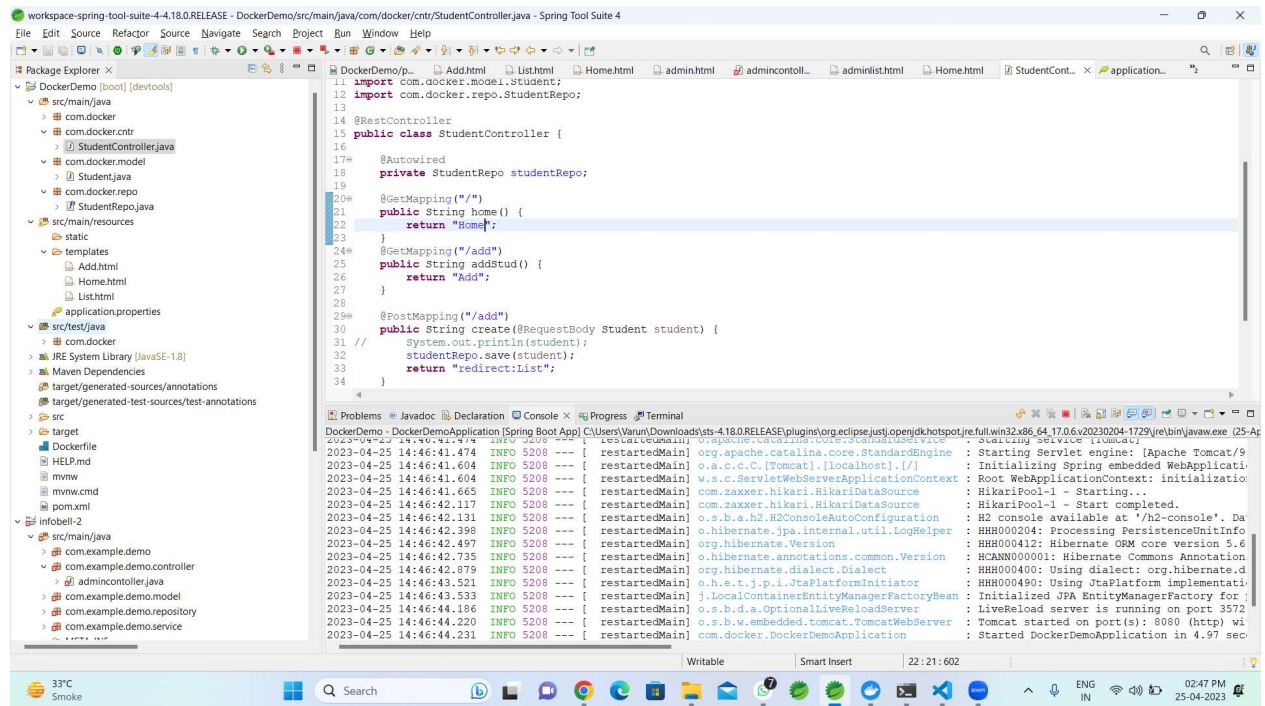 workspace-spring-tool-suite-4-4.18.0.RELEASE - DockerDemo/src/main/java/com/docker/cntr/StudentController.java - Spring Tool Suite 4
File Edit Source Refactor Source Navigate Search Project Run Window Help
Package Explorer
DockerDemo [boot] [devtools]
src/main/java
com.docker
com.docker.cntr
StudentController.java
com.docker.model
Student.java
com.docker.repo
StudentRepo.java
src/main/resources
static
templates
Add.html
Home.html
List.html
application.properties
src/test/java
com.docker
JRE System Library [JavaSE-1.8]
Maven Dependencies
target/generated-sources/annotations
target/generated-test-sources/test-annotations
src
target
Dockerfile
HELP.md
mvnw
mvnw.cmd
pom.xml
infobell-2
src/main/java
com.example.demo
com.example.demo.controller
admincontoller.java
com.example.demo.model
com.example.demo.repository
com.example.demo.service
DockerDemo/p... Add.html List.html Home.html admin.html admincontoll... adminlist.html Home.html StudentCont... application... 2
11 import com.docker.model.Student;
12 import com.docker.repo.StudentRepo;
13
14 @RestController
15 public class StudentController {
16
17 @Autowired
18 private StudentRepo studentRepo;
19
20 @GetMapping("/")
21 public String home() {
22 return "Home";
23 }
24 @GetMapping("/add")
25 public String addStud() {
26 return "Add";
27 }
28
29 @PostMapping("/add")
30 public String create(@RequestBody Student student) {
31 // System.out.println(student);
32 studentRepo.save(student);
33 return "redirect:List";
34 }
Problems Javadoc Declaration Console Progress Terminal
DockerDemo - DockerDemoApplication [Spring Boot App] C:\Users\Varun\Downloads\sts-4.18.0.RELEASE\plugins\org.eclipse.justj.openjdk.hotspot.jre.full.win32.x86_64_17.0.6.v20230204-1729\jre\bin\javaw.exe (25-Ap
2023-04-25 14:46:41.474 INFO 5208 --- [ restartedMain] o.apache.catalina.core.StandardService : Starting service [Tomcat]
2023-04-25 14:46:41.474 INFO 5208 --- [ restartedMain] org.apache.catalina.core.StandardEngine : Starting Servlet engine: [Apache Tomcat/9
2023-04-25 14:46:41.604 INFO 5208 --- [ restartedMain] o.a.c.c.C.[Tomcat].[localhost].[/] : Initializing Spring embedded WebApplicati
2023-04-25 14:46:41.604 INFO 5208 --- [ restartedMain] w.s.c.ServletWebServerApplicationContext : Root WebApplicationContext: initialization
2023-04-25 14:46:41.665 INFO 5208 --- [ restartedMain] com.zaxxer.hikari.HikariDataSource : HikariPool-1 - Starting...
2023-04-25 14:46:42.117 INFO 5208 --- [ restartedMain] com.zaxxer.hikari.HikariDataSource : HikariPool-1 - Start completed.
2023-04-25 14:46:42.131 INFO 5208 --- [ restartedMain] o.s.b.a.h2.H2ConsoleAutoConfiguration : H2 console available at '/h2-console'. Da
2023-04-25 14:46:42.398 INFO 5208 --- [ restartedMain] o.hibernate.jpa.internal.util.LogHelper : HHH000204: Processing PersistenceUnitInfo
2023-04-25 14:46:42.497 INFO 5208 --- [ restartedMain] org.hibernate.Version : HHH000412: Hibernate ORM core version 5.6
2023-04-25 14:46:42.735 INFO 5208 --- [ restartedMain] o.hibernate.annotations.common.Version : HCANN000001: Hibernate Commons Annotation
2023-04-25 14:46:42.879 INFO 5208 --- [ restartedMain] org.hibernate.dialect.Dialect : HHH000400: Using dialect: org.hibernate.d
2023-04-25 14:46:43.521 INFO 5208 --- [ restartedMain] o.h.e.t.j.p.i.JtaPlatformInitiator : HHH000490: Using JtaPlatform implementati
2023-04-25 14:46:43.533 INFO 5208 --- [ restartedMain] j.LocalContainerEntityManagerFactoryBean : Initialized JPA EntityManagerFactory for
2023-04-25 14:46:44.186 INFO 5208 --- [ restartedMain] o.s.b.d.a.OptionalLiveReloadServer : LiveReload server is running on port 3572
2023-04-25 14:46:44.220 INFO 5208 --- [ restartedMain] o.s.b.w.embedded.tomcat.TomcatWebServer : Tomcat started on port(s): 8080 (http) wi
2023-04-25 14:46:44.231 INFO 5208 --- [ restartedMain] com.docker.DockerDemoApplication : Started DockerDemoApplication in 4.97 sec
Writable Smart Insert 22 : 21 : 602
33°C
Smoke
Search
zoom
ENG
IN
02:47 PM
25-04-2023